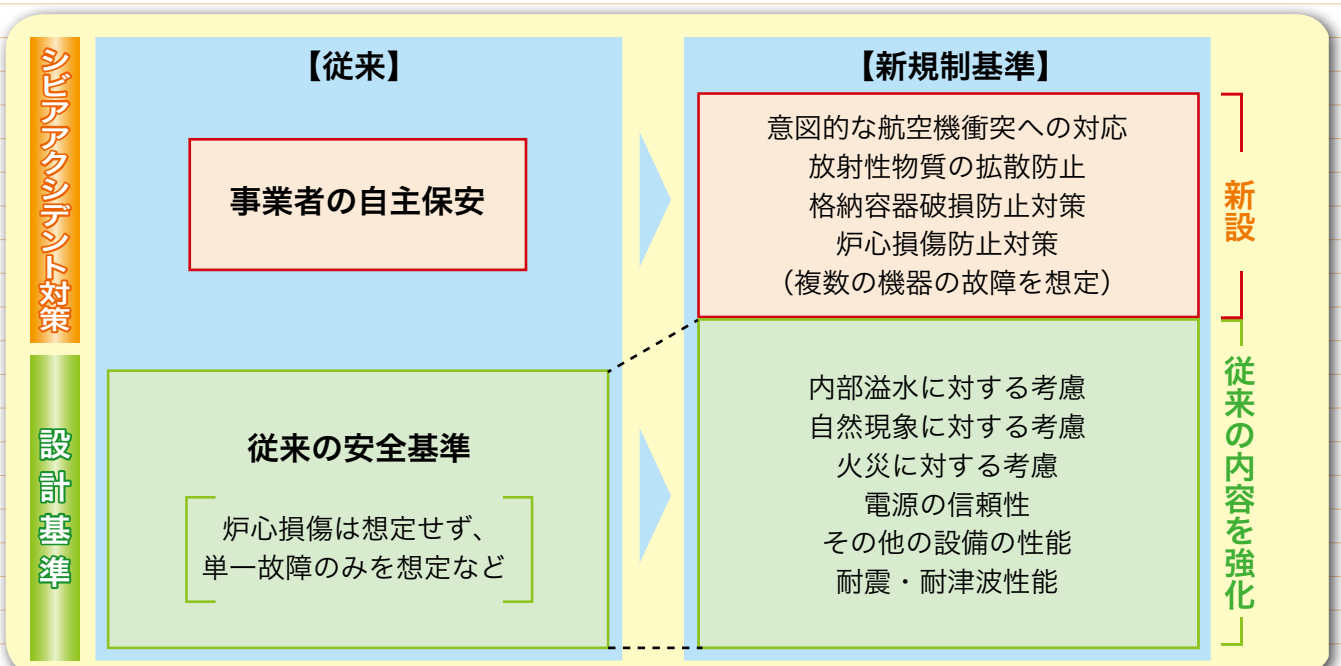 シビアアクシデント対策
【従来】
事業者の自主保安
【新規制基準】
意図的な航空機衝突への対応
放射性物質の拡散防止
格納容器破損防止対策
炉心損傷防止対策
（複数の機器の故障を想定）
新設
設計基準
従来の安全基準
炉心損傷は想定せず、
単一故障のみを想定など
内部溢水に対する考慮
自然現象に対する考慮
火災に対する考慮
電源の信頼性
その他の設備の性能
耐震・耐津波性能
従来の内容を強化